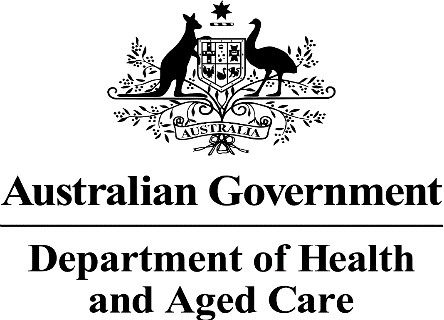 AUSTRALIA
Australian Government
Department of Health
and Aged Care